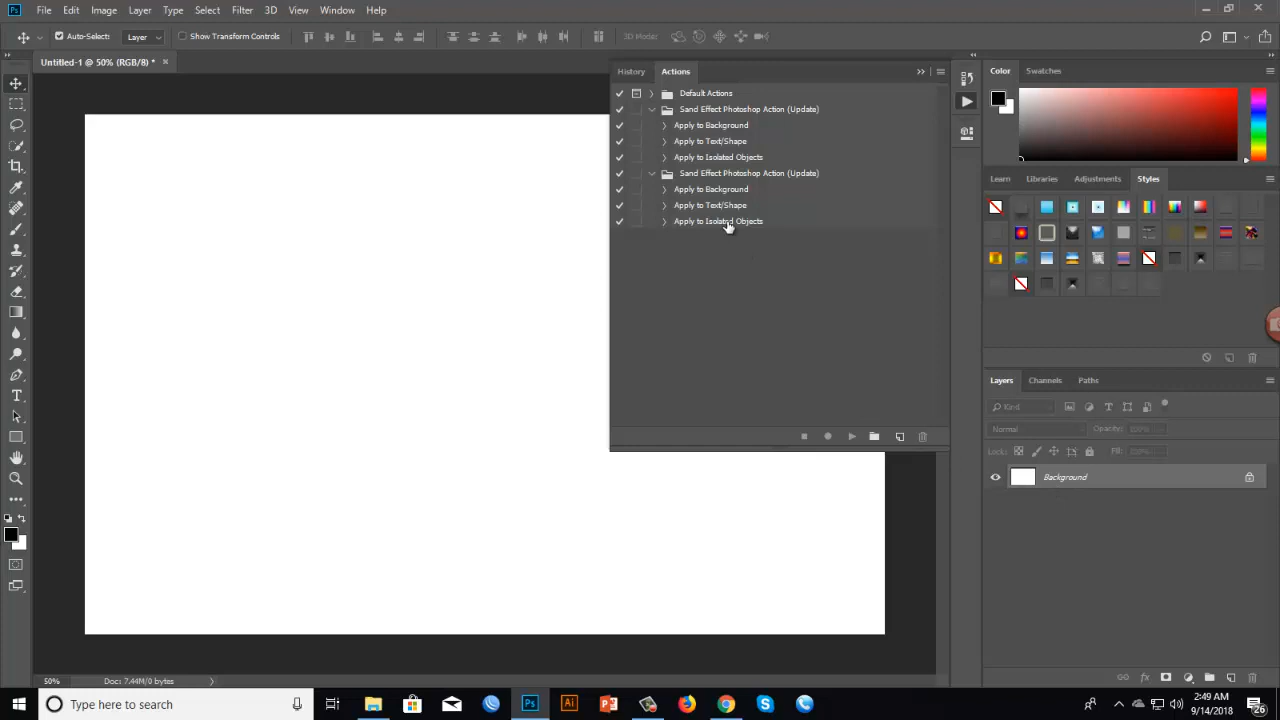 Ps File Edit Image Layer Type Select Filter 3D View Window Help
Auto-Select: Layer Show Transform Controls 3D Mode:
Untitled-1 @ 50% (RGB/8) * ×
History Actions
Default Actions
Sand Effect Photoshop Action (Update)
Apply to Background
Apply to Text/Shape
Apply to Isolated Objects
Sand Effect Photoshop Action (Update)
Apply to Background
Apply to Text/Shape
Apply to Isolated Objects
Color Swatches
Learn Libraries Adjustments Styles
Layers Channels Paths
Kind
Normal Opacity: 100%
Lock: Fill: 100%
Background
50% Doc: 7.44M/0 bytes
Type here to search
Ps Ai
2:49 AM
9/14/2018
26